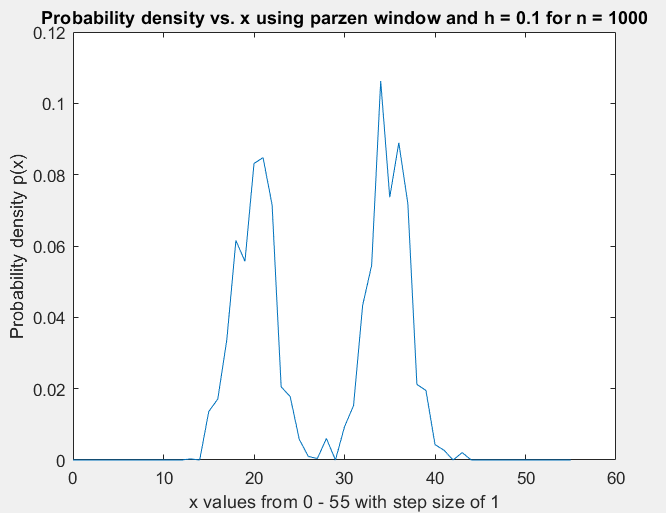 Probability density vs. x using parzen window and h = 0.1 for n = 1000
0.12
0.1
0.08
0.06
0.04
0.02
0
Probability density p(x)
0 10 20 30 40 50 60
x values from 0 - 55 with step size of 1